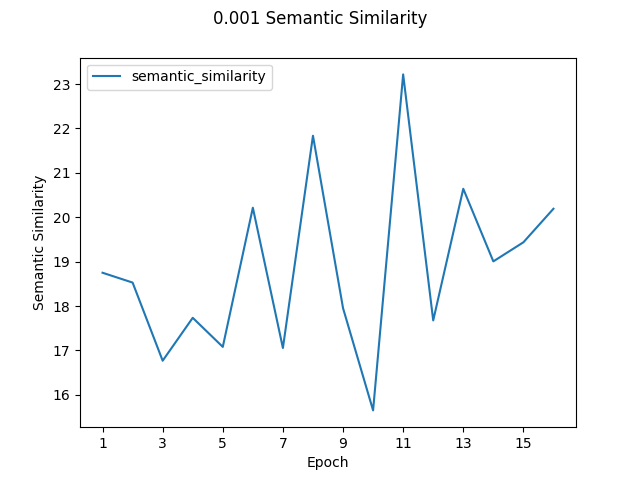 0.001 Semantic Similarity
semantic_similarity
23
22
21
20
19
18
17
16
Semantic Similarity
1 3 5 7 9 11 13 15
Epoch